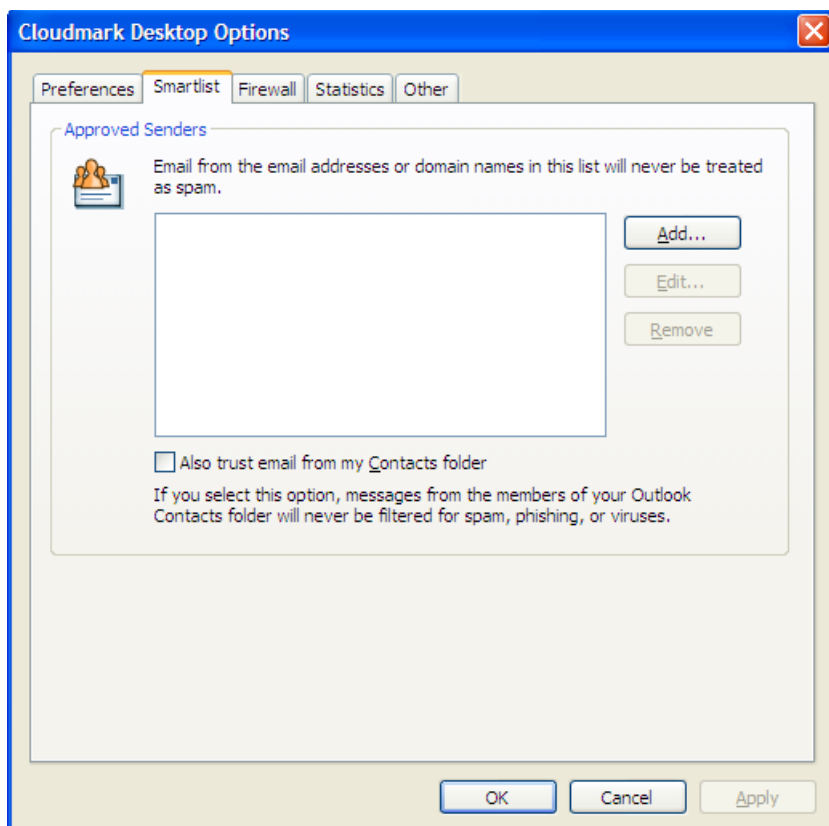 Cloudmark Desktop Options
Preferences Smartlist Firewall Statistics Other
Approved Senders
Email from the email addresses or domain names in this list will never be treated
as spam.
Add...
Edit...
Remove
Also trust email from my Contacts folder
If you select this option, messages from the members of your Outlook
Contacts folder will never be filtered for spam, phishing, or viruses.
OK Cancel Apply